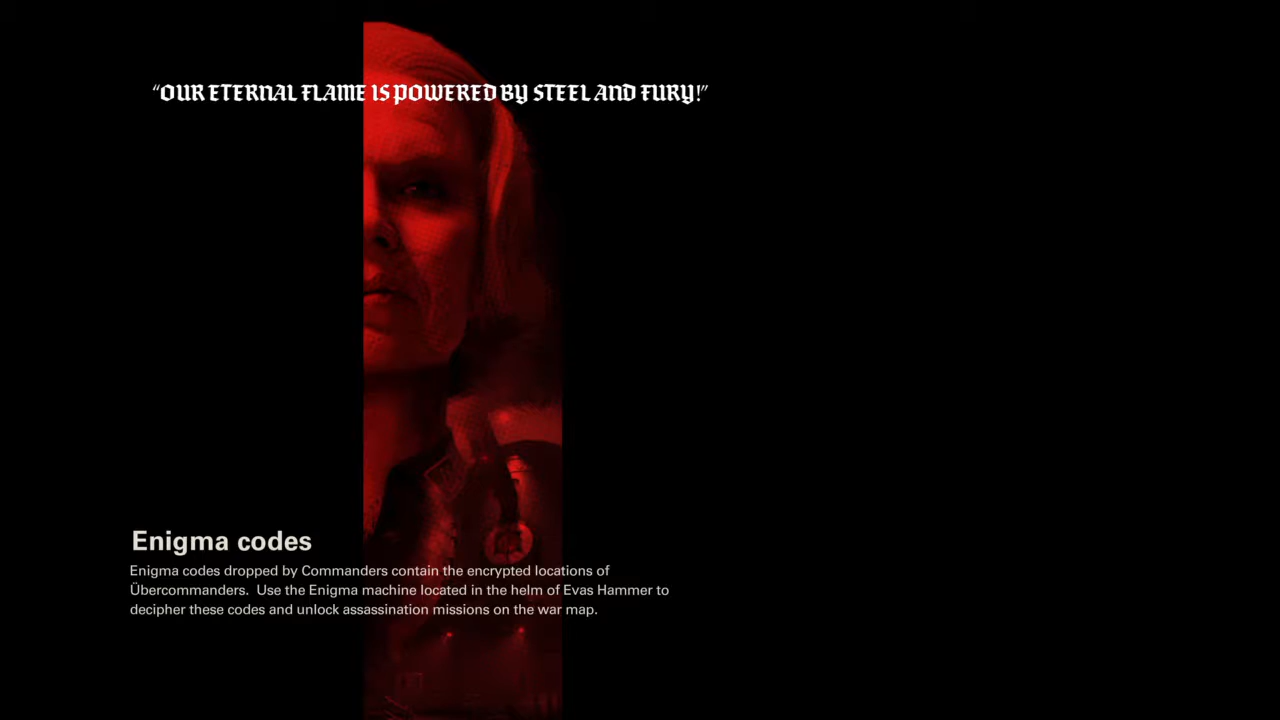 “OUR ETERNAL FLAME IS POWERED BY STEEL AND FURY!”
Enigma codes
Enigma codes dropped by Commanders contain the encrypted locations of
Übercommanders.  Use the Enigma machine located in the helm of Evas Hammer to
decipher these codes and unlock assassination missions on the war map.